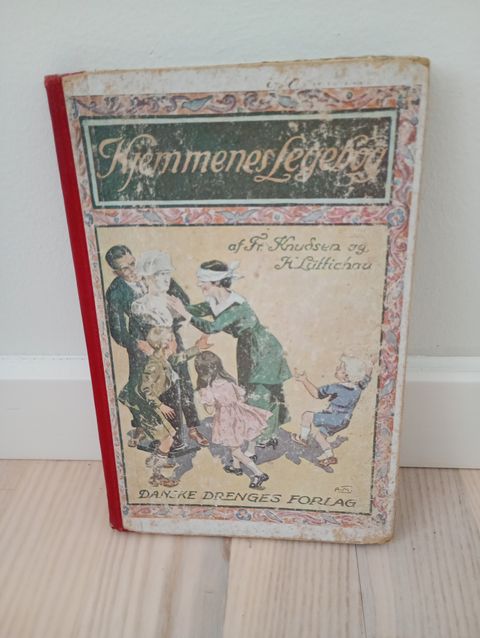 Hjemmenes Legebog
af Fr. Knudsen og
H. Lüttichau
DANSKE DRENGES FORLAG